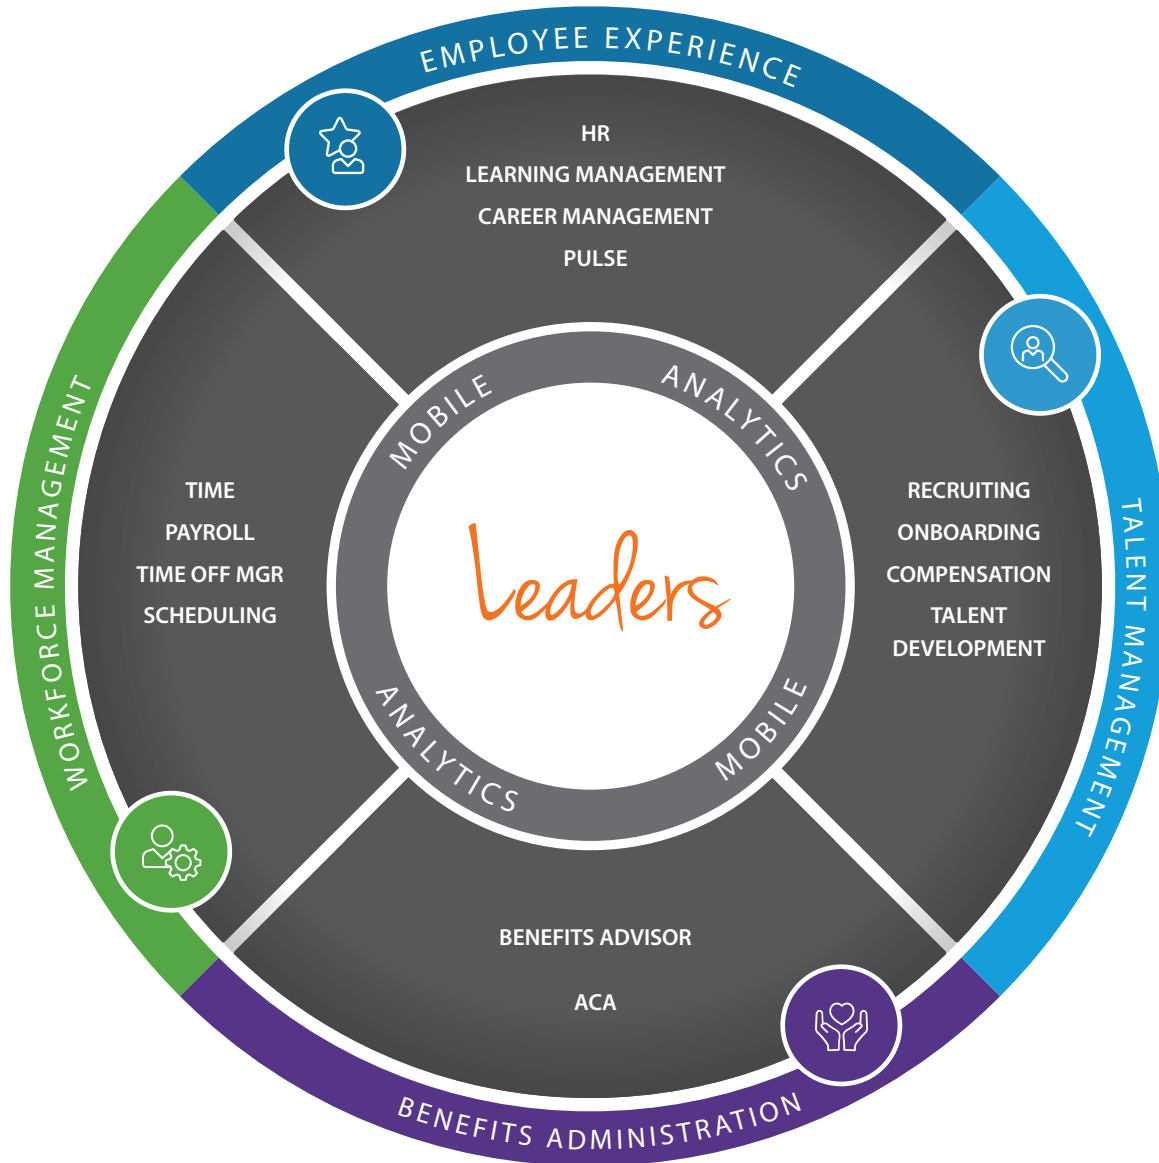 EMPLOYEE EXPERIENCE
HR
LEARNING MANAGEMENT
CAREER MANAGEMENT
PULSE
MOBILE
ANALYTICS
WORKFORCE MANAGEMENT
TIME
PAYROLL
TIME OFF MGR
SCHEDULING
Leaders
RECRUITING
ONBOARDING
COMPENSATION
TALENT
DEVELOPMENT
TALENT MANAGEMENT
ANALYTICS
MOBILE
BENEFITS ADVISOR
ACA
BENEFITS ADMINISTRATION